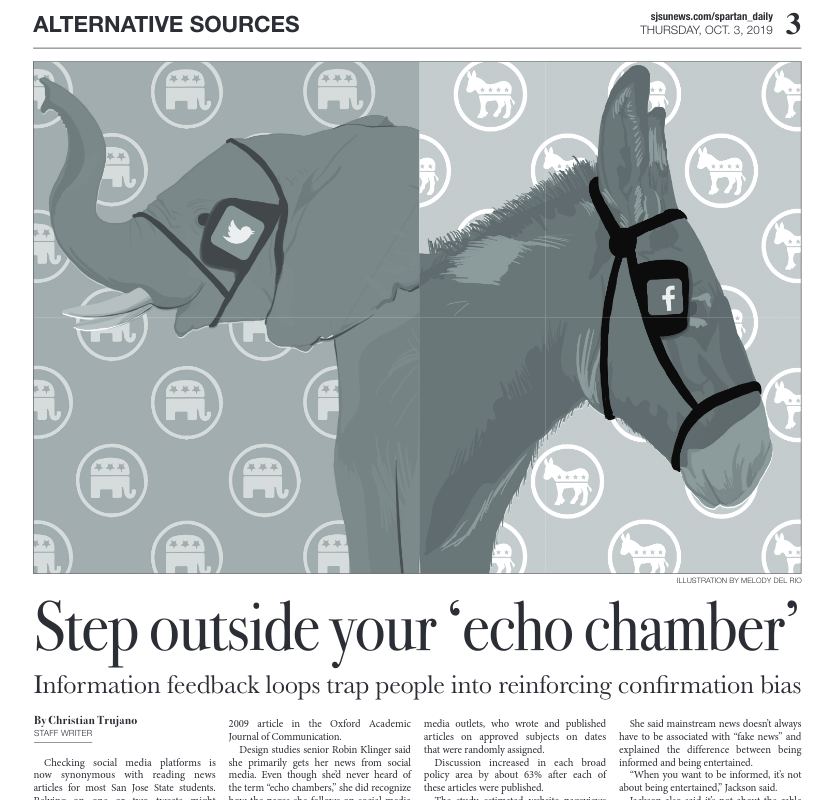 ALTERNATIVE SOURCES
sjsunews.com/spartan_daily
THURSDAY, OCT. 3, 2019
3
ILLUSTRATION BY MELODY DEL RIO
Step outside your ‘echo chamber’
Information feedback loops trap people into reinforcing confirmation bias
By Christian Trujano
STAFF WRITER
Checking social media platforms is
now synonymous with reading news
articles for most San Jose State students.
Relying on one or two tweets might
2009 article in the Oxford Academic
Journal of Communication.
Design studies senior Robin Klinger said
she primarily gets her news from social
media. Even though she’d never heard of
the term “echo chambers,” she did recognize
how the pages she follows on social media
media outlets, who wrote and published
articles on approved subjects on dates
that were randomly assigned.
Discussion increased in each broad
policy area by about 63% after each of
these articles were published.
The study estimated website pageviews
She said mainstream news doesn’t always
have to be associated with “fake news” and
explained the difference between being
informed and being entertained.
“When you want to be informed, it’s not
about being entertained,” Jackson said.
Jackson also said it’s not about the